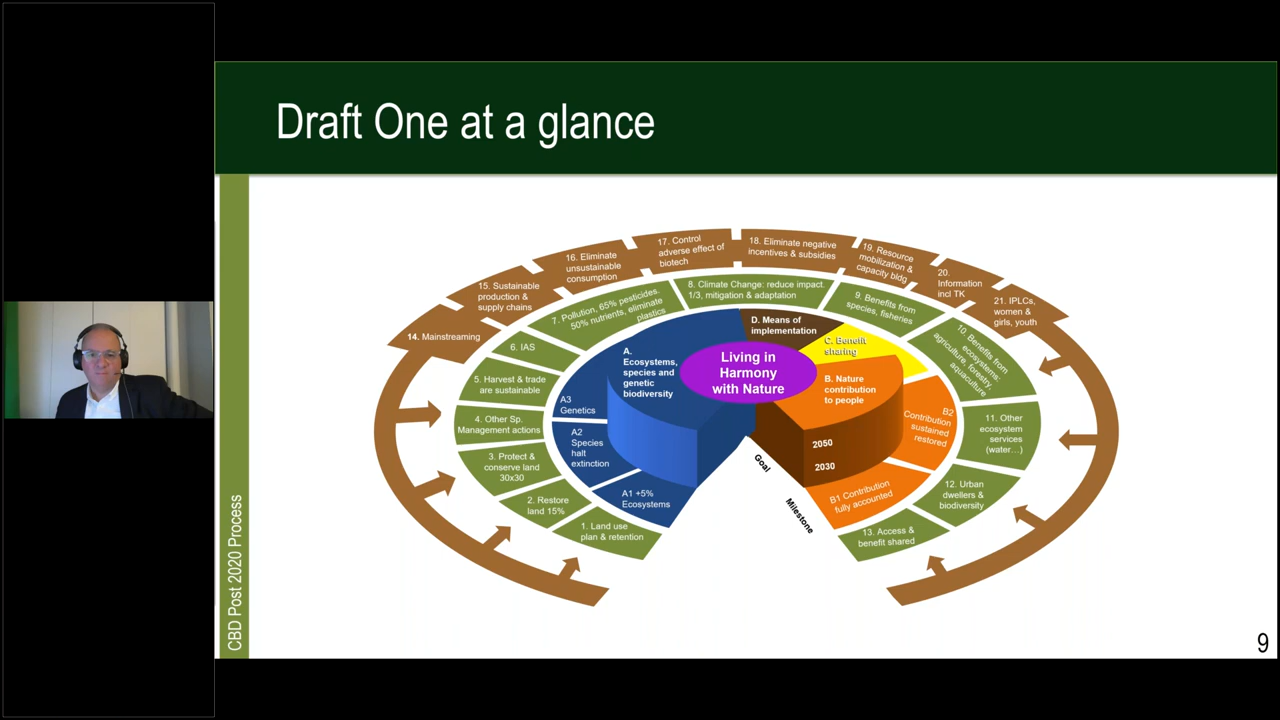 Draft One at a glance
CBD Post 2020 Process
14. Mainstreaming
15. Sustainable
production &
supply chains
16. Eliminate
unsustainable
consumption
17. Control
adverse effect of
biotech
18. Eliminate negative
incentives & subsidies
19. Resource
mobilization &
capacity bldg
20.
Information
incl TK
21. IPLCs,
women &
girls, youth
1. Land use
plan & retention
2. Restore
land 15%
3. Protect &
conserve land
30x30
4. Other Sp.
Management actions
5. Harvest & trade
are sustainable
6. IAS
7. Pollution, 65% pesticides,
50% nutrients, eliminate
plastics
8. Climate Change: reduce impact.
1/3, mitigation & adaptation
9. Benefits from
species, fisheries
10. Benefits from
ecosystems:
agriculture, forestry,
aquaculture
11. Other
ecosystem
services
(water…)
12. Urban
dwellers &
biodiversity
13. Access &
benefit shared
A.
Ecosystems,
species and
genetic
biodiversity
A3
Genetics
A2
Species
halt
extinction
A1 +5%
Ecosystems
D. Means of
implementation
C. Benefit
sharing
B. Nature
contribution
to people
B2
Contribution
sustained
restored
B1 Contribution
fully accounted
Living in
Harmony
with Nature
2050
2030
Goal
Milestone
9